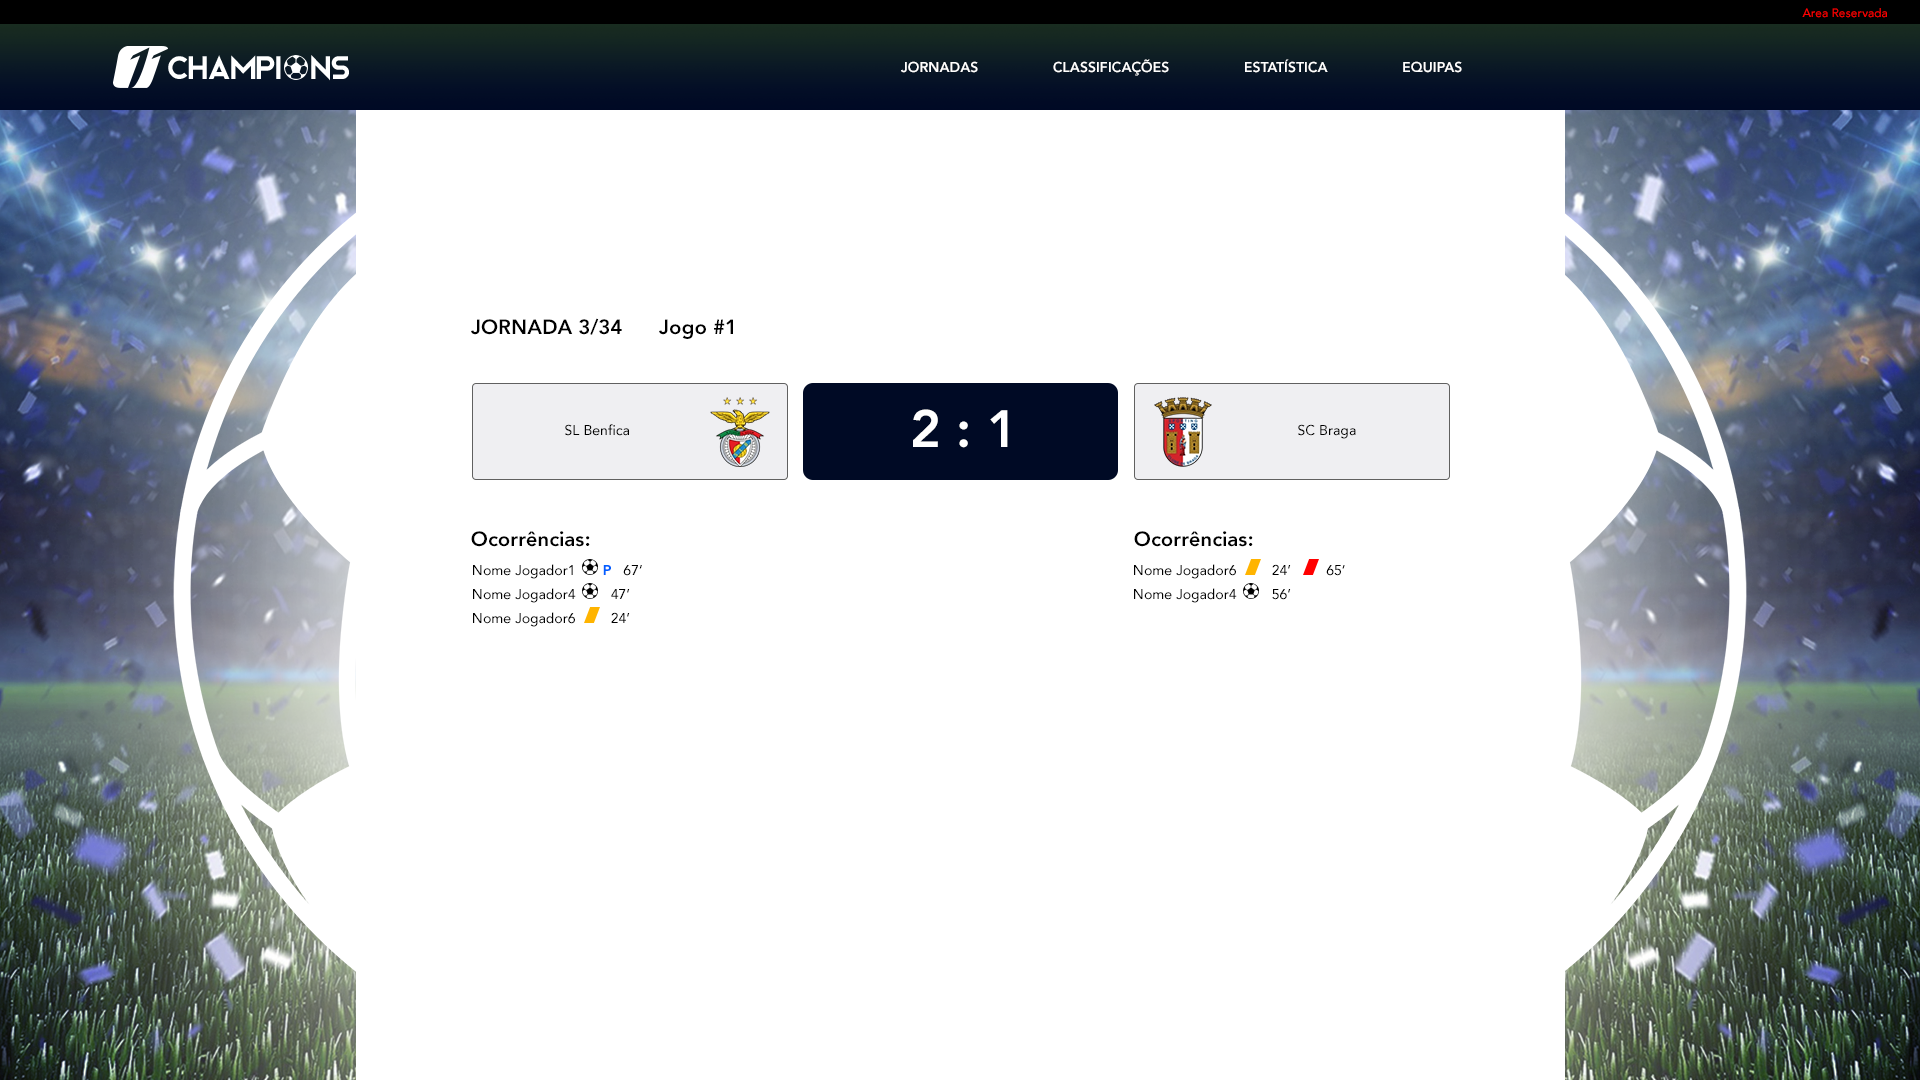 Area Reservada
11 CHAMPIONS
JORNADAS CLASSIFICAÇÕES ESTATÍSTICA EQUIPAS
JORNADA 3/34 Jogo #1
SL Benfica 2 : 1 SC Braga
Ocorrências:
Nome Jogador1 P 67’
Nome Jogador4 47’
Nome Jogador6 24’
Ocorrências:
Nome Jogador6 24’ 65’
Nome Jogador4 56’